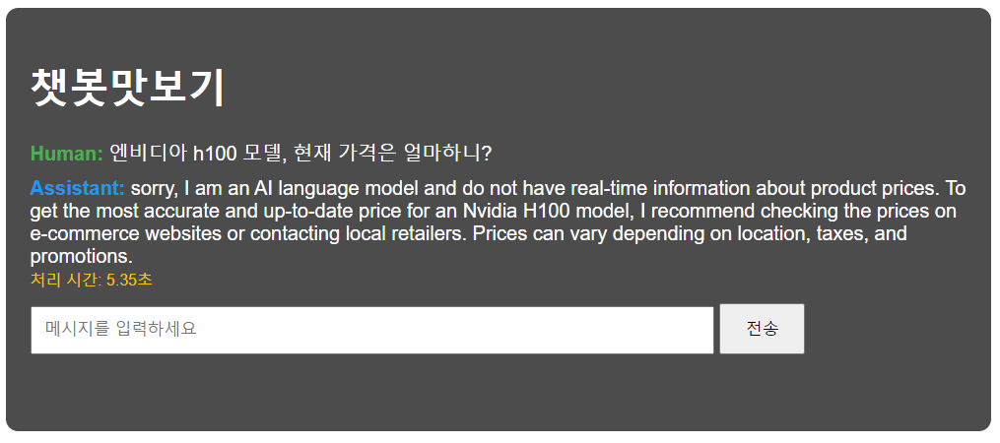 챗봇맛보기
Human: 엔비디아 h100 모델, 현재 가격은 얼마하니?
Assistant: sorry, I am an AI language model and do not have real-time information about product prices. To
get the most accurate and up-to-date price for an Nvidia H100 model, I recommend checking the prices on
e-commerce websites or contacting local retailers. Prices can vary depending on location, taxes, and
promotions.
처리 시간: 5.35초
메시지를 입력하세요 전송